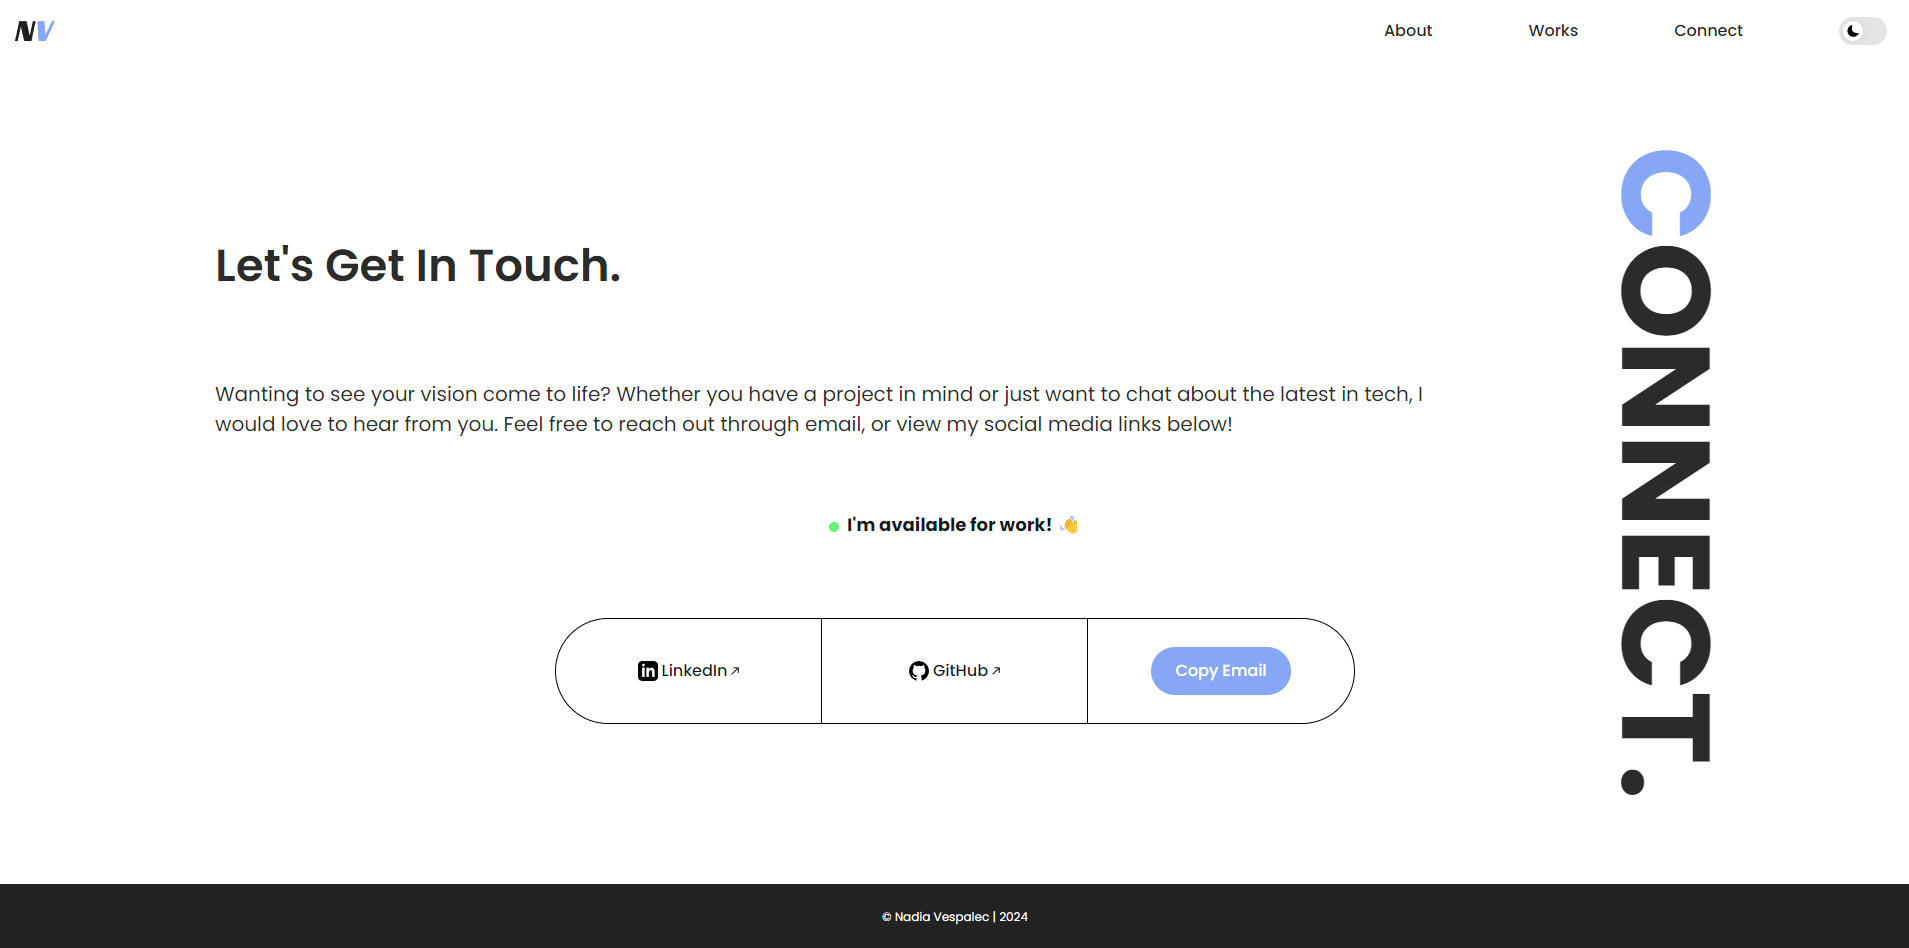 NV
About
Works
Connect
Let's Get In Touch.
Wanting to see your vision come to life? Whether you have a project in mind or just want to chat about the latest in tech, I
would love to hear from you. Feel free to reach out through email, or view my social media links below!
I'm available for work! 👋
in LinkedIn ↗
GitHub ↗
Copy Email
CONNECT.
© Nadia Vespalec | 2024